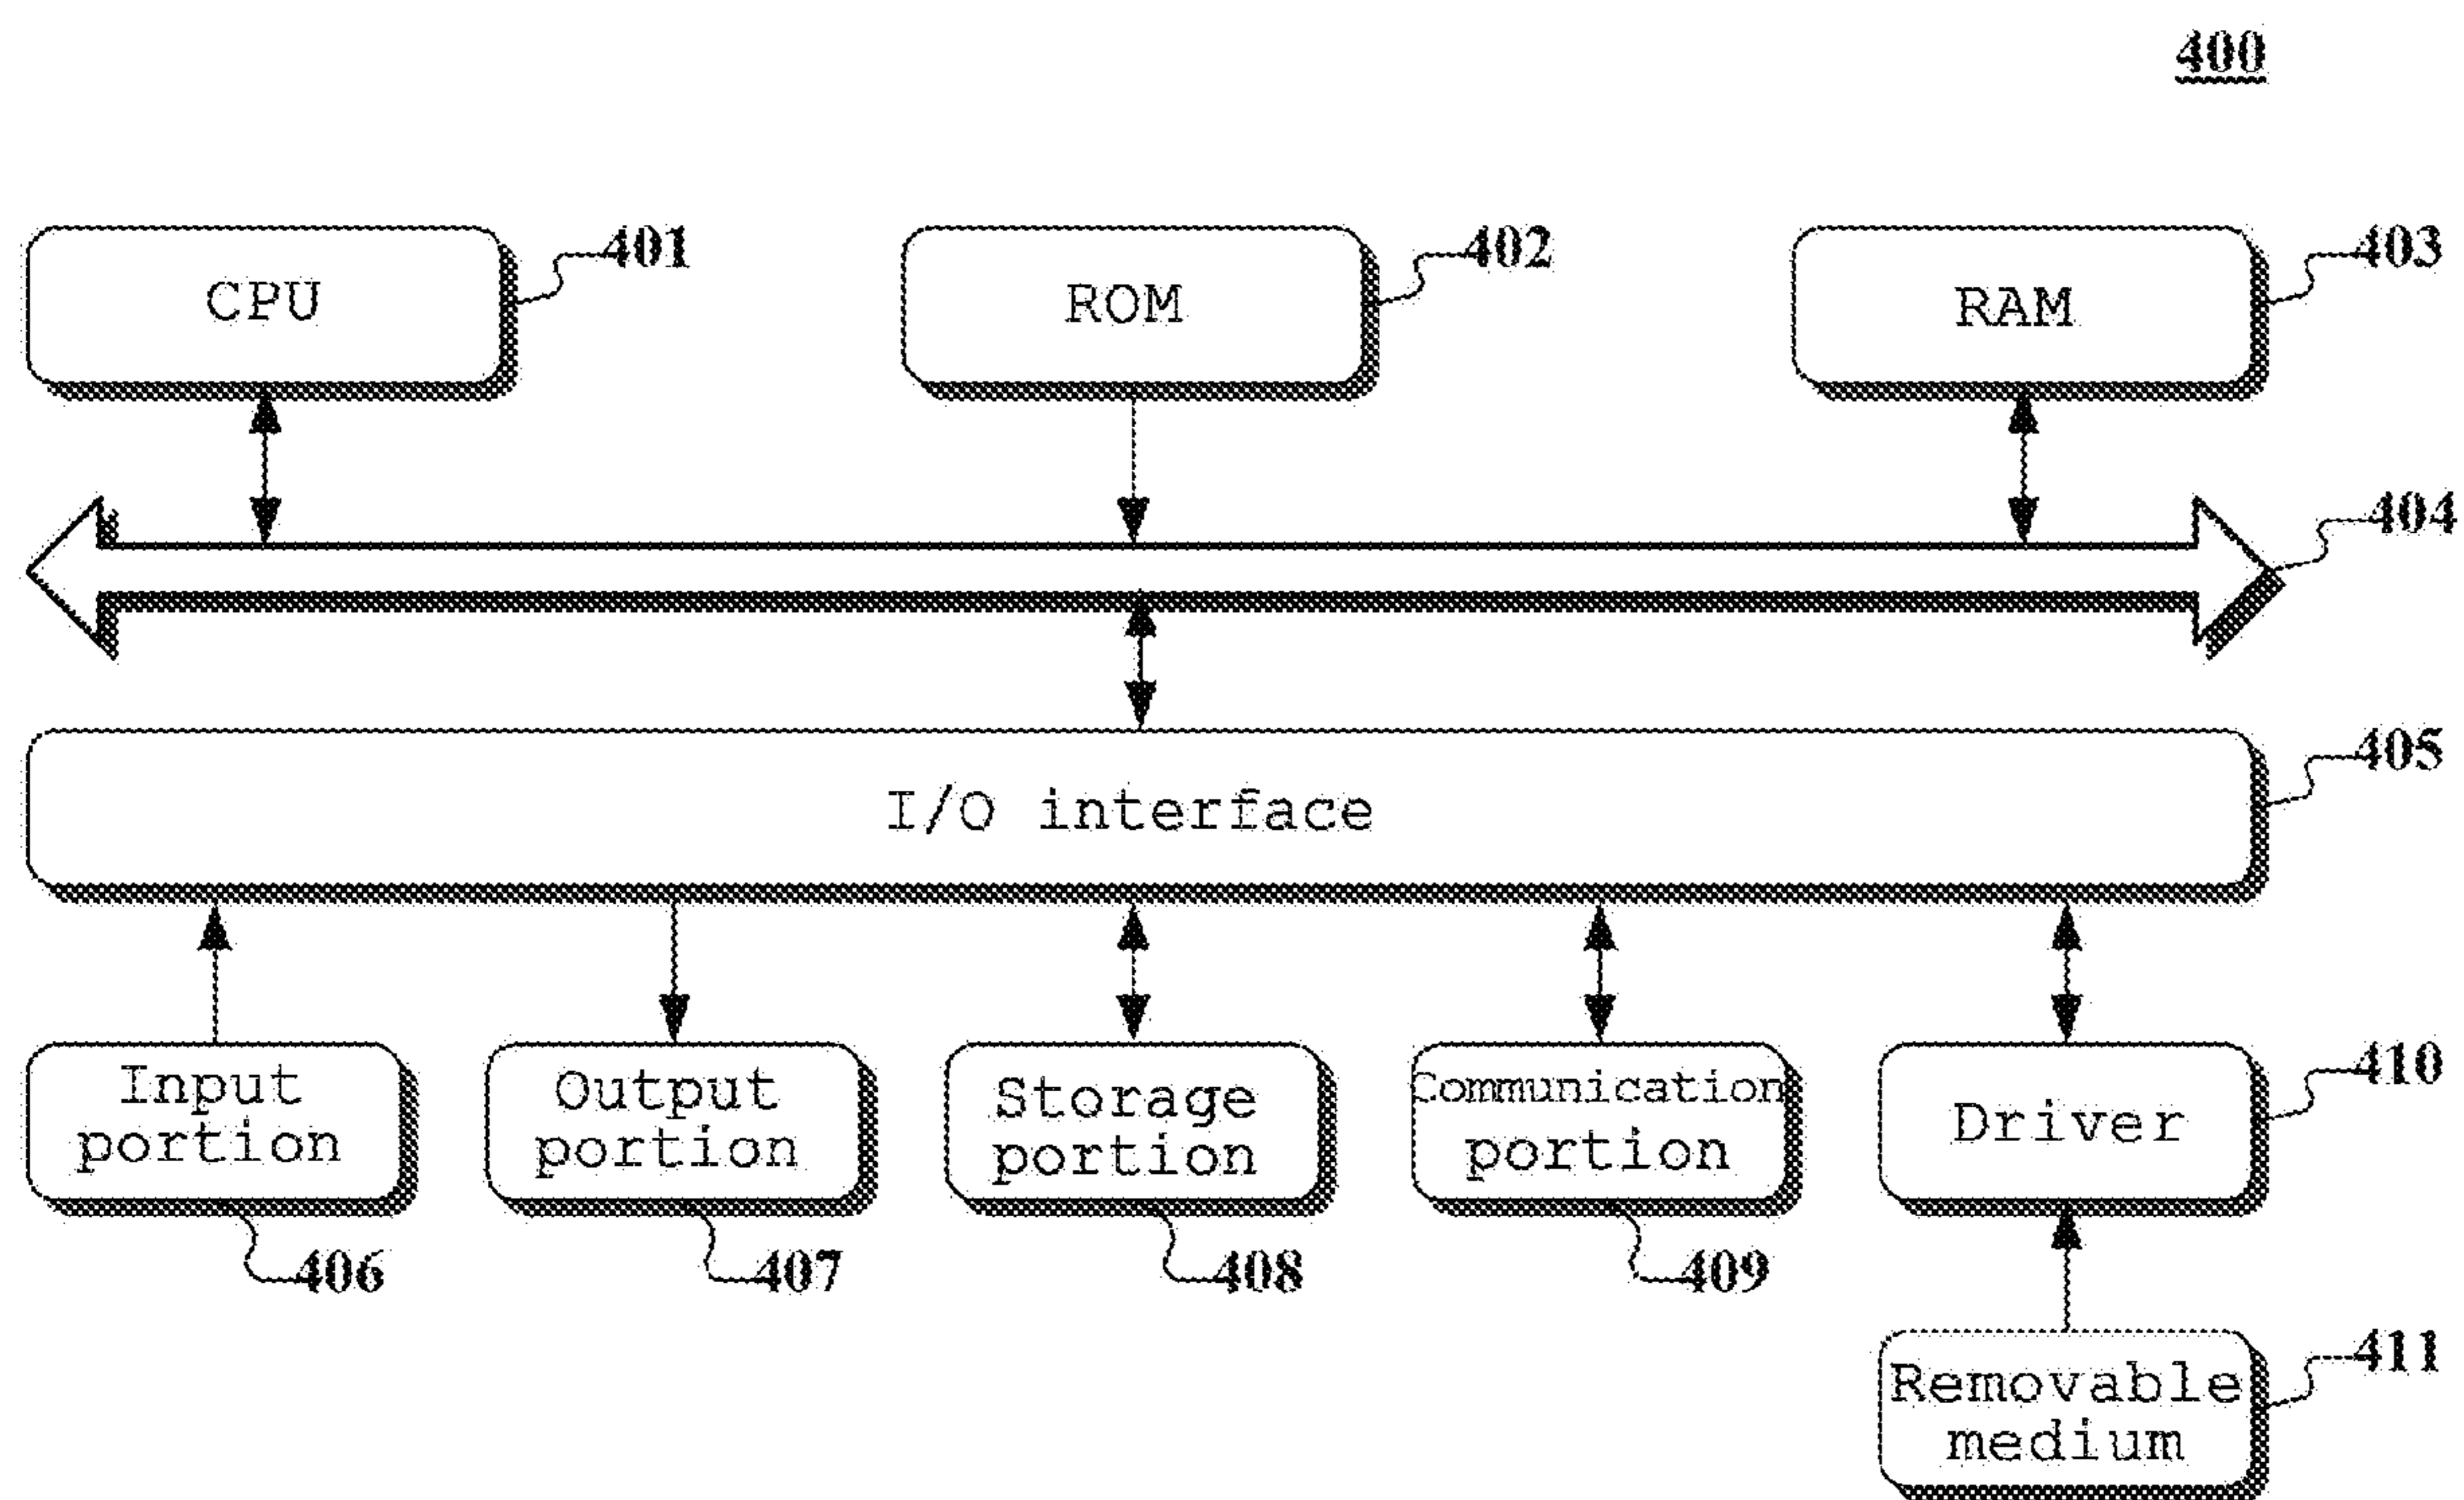 400
CPU
401
ROM
402
RAM
403
404
I/O interface
405
Input
portion
406
Output
portion
407
Storage
portion
408
Communication
portion
409
Driver
410
Removable
medium
411